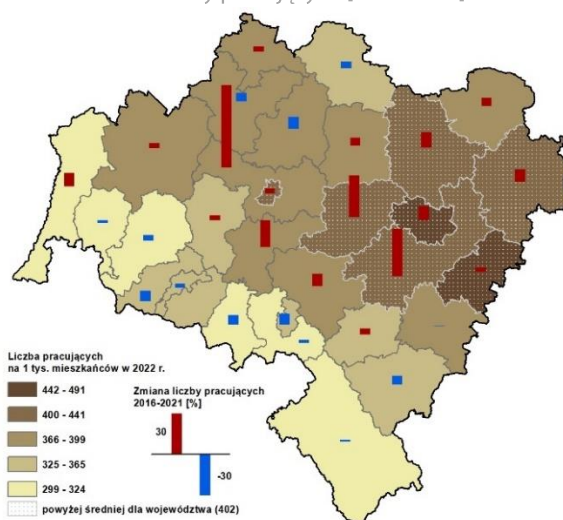 Liczba pracujących
na 1 tys. mieszkańców w 2022 r.
442 - 491
400 - 441
366 - 399
325 - 365
299 - 324
powyżej średniej dla województwa (402)
Zmiana liczby pracujących
2016-2021 [%]
30
-30